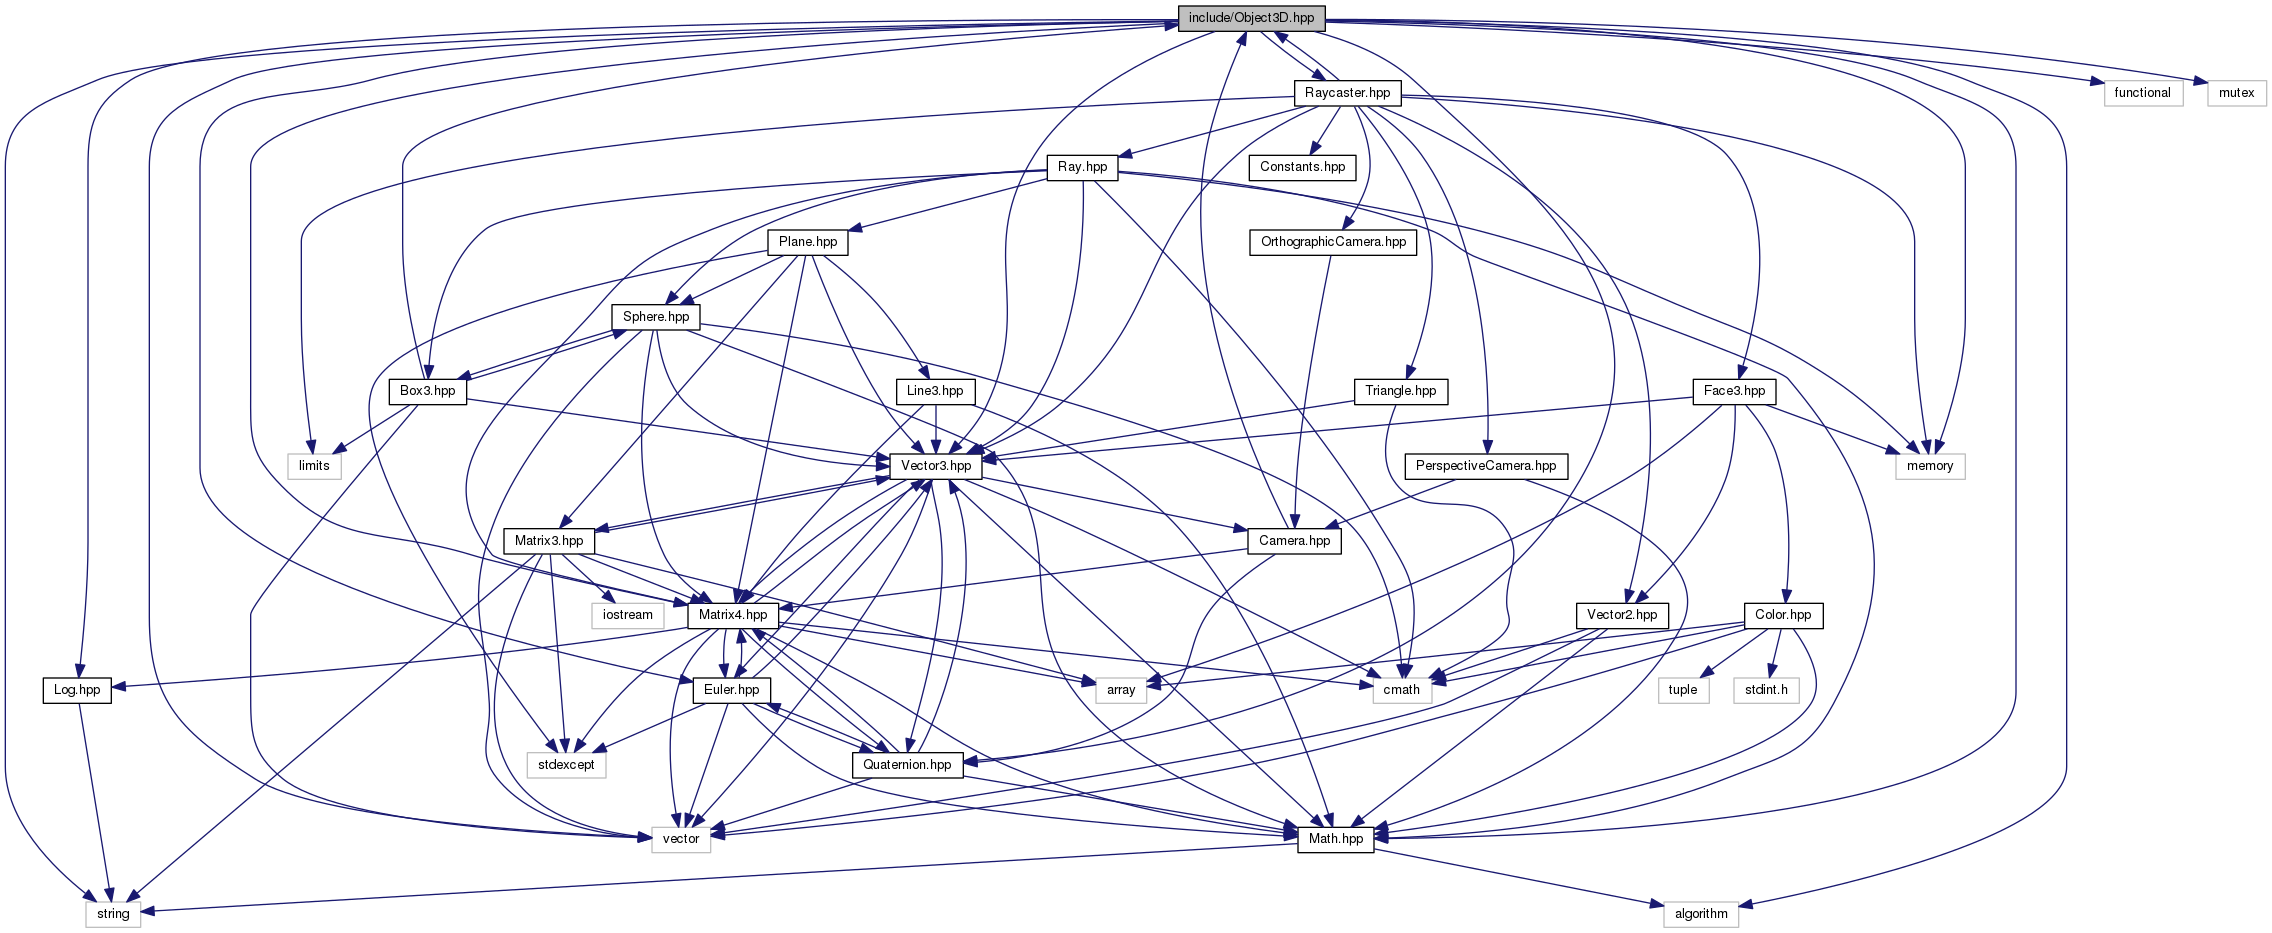 include/Object3D.hpp
Raycaster.hpp
functional
mutex
Ray.hpp
Constants.hpp
Plane.hpp
OrthographicCamera.hpp
Sphere.hpp
Box3.hpp
Line3.hpp
Triangle.hpp
Face3.hpp
limits
Vector3.hpp
PerspectiveCamera.hpp
memory
Matrix3.hpp
Camera.hpp
iostream
Matrix4.hpp
Vector2.hpp
Color.hpp
Log.hpp
Euler.hpp
array
cmath
tuple
stdint.h
stdexcept
Quaternion.hpp
vector
Math.hpp
string
algorithm